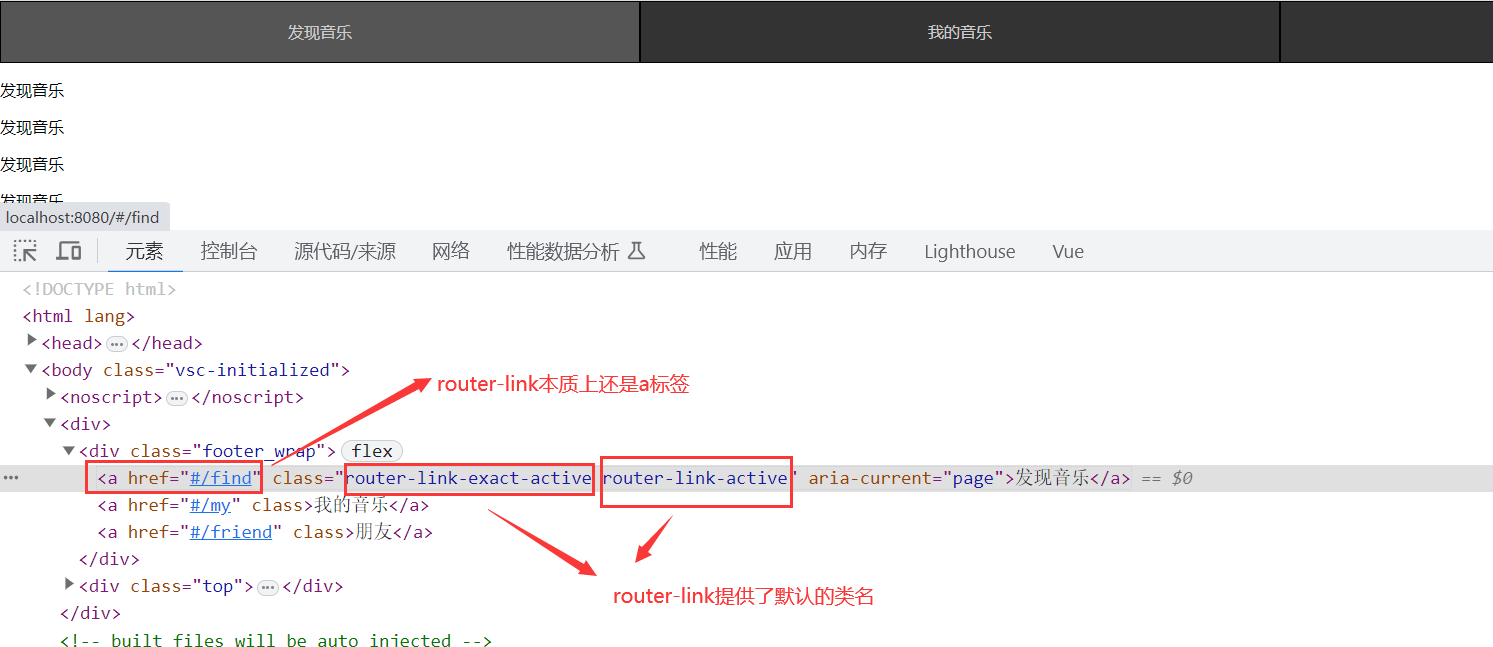 发现音乐 我的音乐
发现音乐
发现音乐
发现音乐
发现音乐
localhost:8080/#/find
元素 控制台 源代码/来源 网络 性能数据分析 性能 应用 内存 Lighthouse Vue
<!DOCTYPE html>
<html lang>
<head> ••• </head>
<body class="vsc-initialized">
<noscript> ••• </noscript>
router-link本质上还是a标签
<div>
<div class="footer_wrap"> flex
••• <a href="#/find" class="router-link-exact-active router-link-active" aria-current="page">发现音乐</a> == $0
<a href="#/my" class>我的音乐</a>
<a href="#/friend" class>朋友</a>
</div>
<div class="top"> ••• </div>
router-link提供了默认的类名
</div>
<!-- built files will be auto injected -->